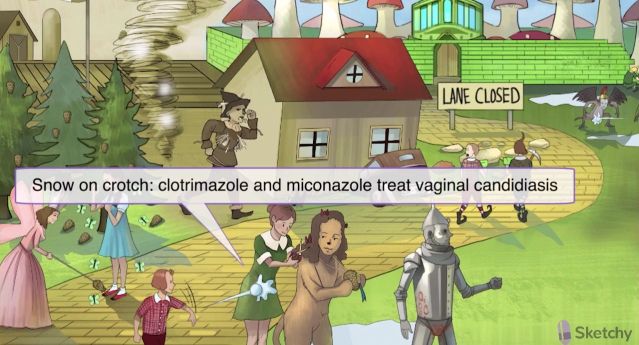 LANE CLOSED
Snow on crotch: clotrimazole and miconazole treat vaginal candidiasis
Sketchy